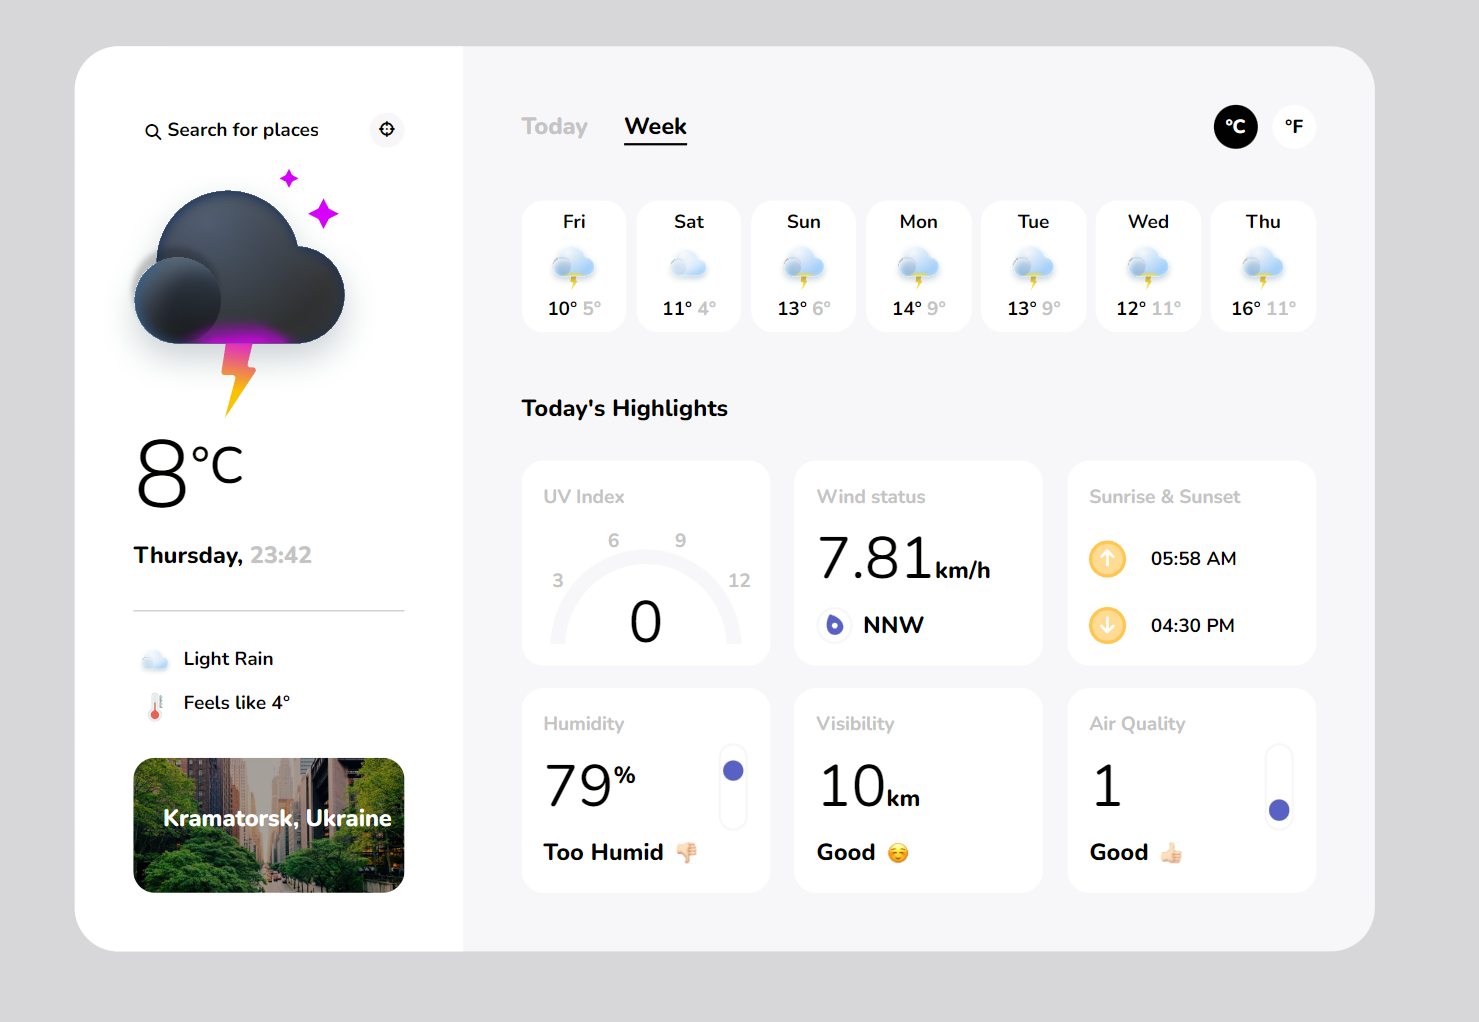 Search for places
8°C
Thursday, 23:42
Light Rain
Feels like 4°
Kramatorsk, Ukraine
Today Week
°C °F
Fri Sat Sun Mon Tue Wed Thu
10° 5° 11° 4° 13° 6° 14° 9° 13° 9° 12° 11° 16° 11°
Today's Highlights
UV Index
3 6 9 12
0
Wind status
7.81km/h
NNW
Sunrise & Sunset
05:58 AM
04:30 PM
Humidity
79%
Too Humid
Visibility
10km
Good
Air Quality
1
Good